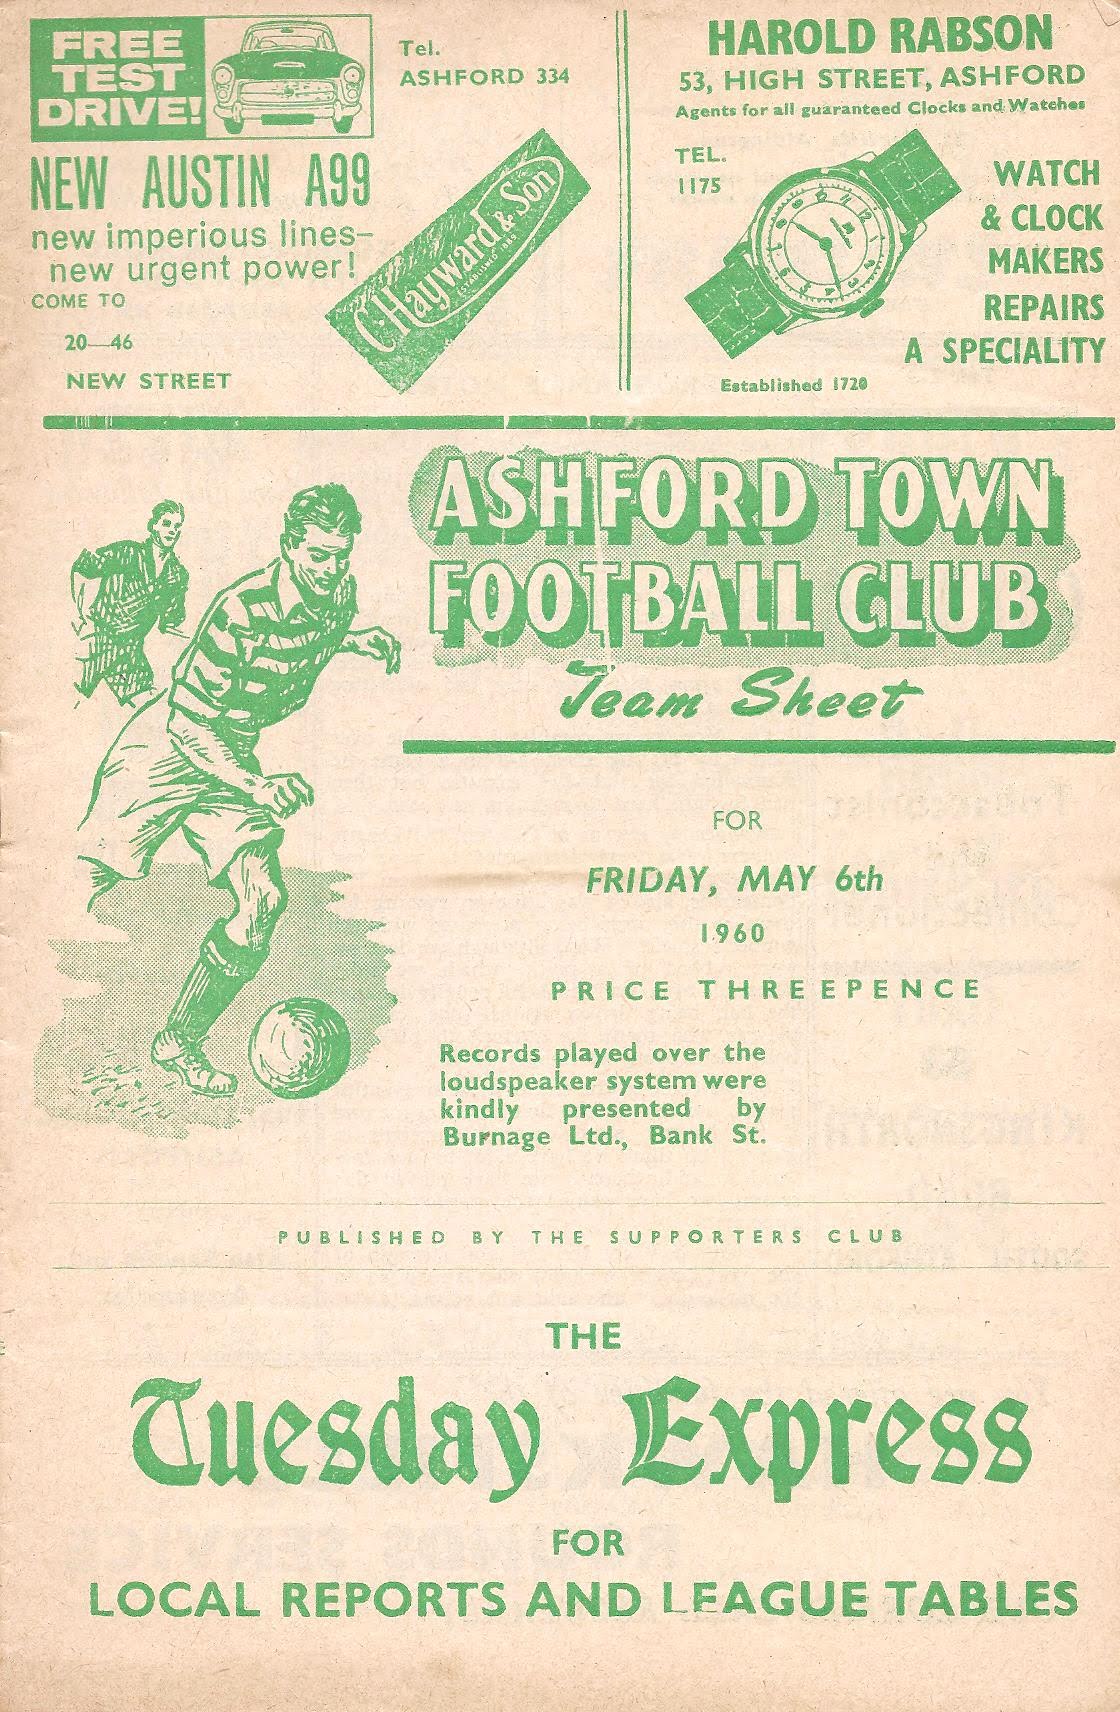 FREE
TEST
DRIVE!
NEW AUSTIN A99
new imperious lines—
new urgent power!
COME TO
20—46
NEW STREET
Tel.
ASHFORD 334
C. Hayward & Son
ESTABLISHED
HAROLD RABSON
53, HIGH STREET, ASHFORD
Agents for all guaranteed Clocks and Watches
TEL.
1175
WATCH
& CLOCK
MAKERS
REPAIRS
A SPECIALITY
Established 1720
ASHFORD TOWN
FOOTBALL CLUB
Team Sheet
FOR
FRIDAY, MAY 6th
1960
PRICE THREEPENCE
Records played over the
loudspeaker system were
kindly presented by
Burnage Ltd., Bank St.
PUBLISHED BY THE SUPPORTERS CLUB
THE
Tuesday Express
FOR
LOCAL REPORTS AND LEAGUE TABLES